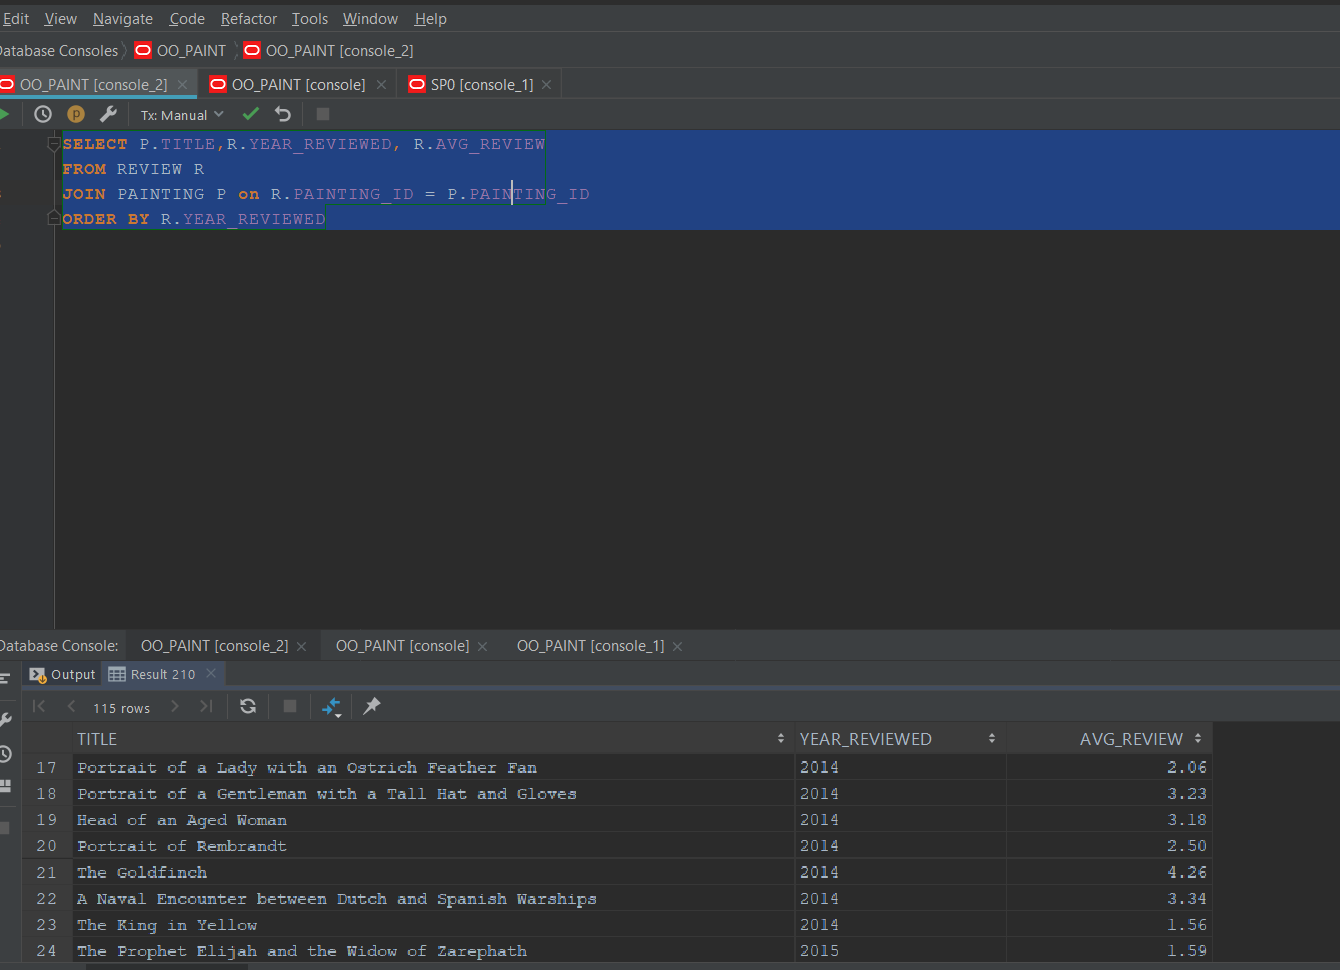 Edit View Navigate Code Refactor Tools Window Help
Database Consoles OO_PAINT OO_PAINT [console_2]
OO_PAINT [console_2] OO_PAINT [console] SP0 [console_1]
p Tx: Manual
SELECT P.TITLE,R.YEAR_REVIEWED, R.AVG_REVIEW
FROM REVIEW R
JOIN PAINTING P on R.PAINTING_ID = P.PAINTING_ID
ORDER BY R.YEAR_REVIEWED
Database Console: OO_PAINT [console_2] OO_PAINT [console] OO_PAINT [console_1]
Output Result 210
115 rows
TITLE YEAR_REVIEWED AVG_REVIEW
17 Portrait of a Lady with an Ostrich Feather Fan 2014 2.06
18 Portrait of a Gentleman with a Tall Hat and Gloves 2014 3.23
19 Head of an Aged Woman 2014 3.18
20 Portrait of Rembrandt 2014 2.50
21 The Goldfinch 2014 4.26
22 A Naval Encounter between Dutch and Spanish Warships 2014 3.34
23 The King in Yellow 2014 1.56
24 The Prophet Elijah and the Widow of Zarephath 2015 1.59